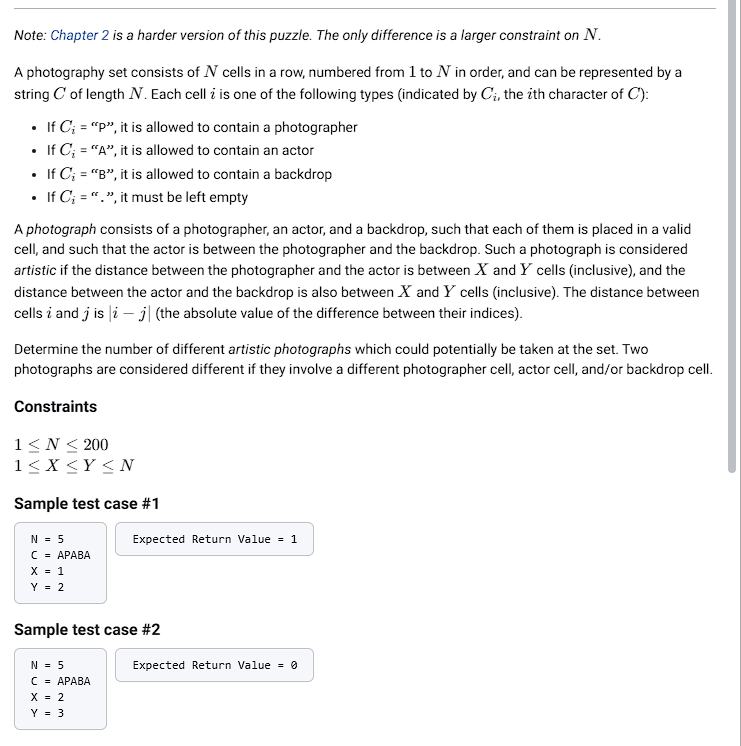 Note: Chapter 2 is a harder version of this puzzle. The only difference is a larger constraint on N.
A photography set consists of N cells in a row, numbered from 1 to N in order, and can be represented by a
string C of length N. Each cell i is one of the following types (indicated by C_i, the ith character of C):
• If C_i = “P”, it is allowed to contain a photographer
• If C_i = “A”, it is allowed to contain an actor
• If C_i = “B”, it is allowed to contain a backdrop
• If C_i = “.”, it must be left empty
A photograph consists of a photographer, an actor, and a backdrop, such that each of them is placed in a valid
cell, and such that the actor is between the photographer and the backdrop. Such a photograph is considered
artistic if the distance between the photographer and the actor is between X and Y cells (inclusive), and the
distance between the actor and the backdrop is also between X and Y cells (inclusive). The distance between
cells i and j is |i − j| (the absolute value of the difference between their indices).
Determine the number of different artistic photographs which could potentially be taken at the set. Two
photographs are considered different if they involve a different photographer cell, actor cell, and/or backdrop cell.
Constraints
1 ≤ N ≤ 200
1 ≤ X ≤ Y ≤ N
Sample test case #1
N = 5
C = APABA
X = 1
Y = 2
Expected Return Value = 1
Sample test case #2
N = 5
C = APABA
X = 2
Y = 3
Expected Return Value = 0